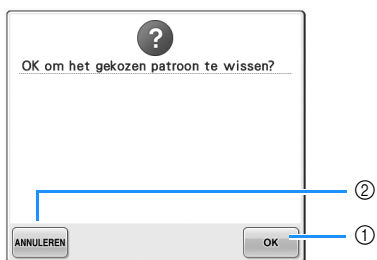 ?
OK om het gekozen patroon te wissen?
②
ANNULEREN
OK
①